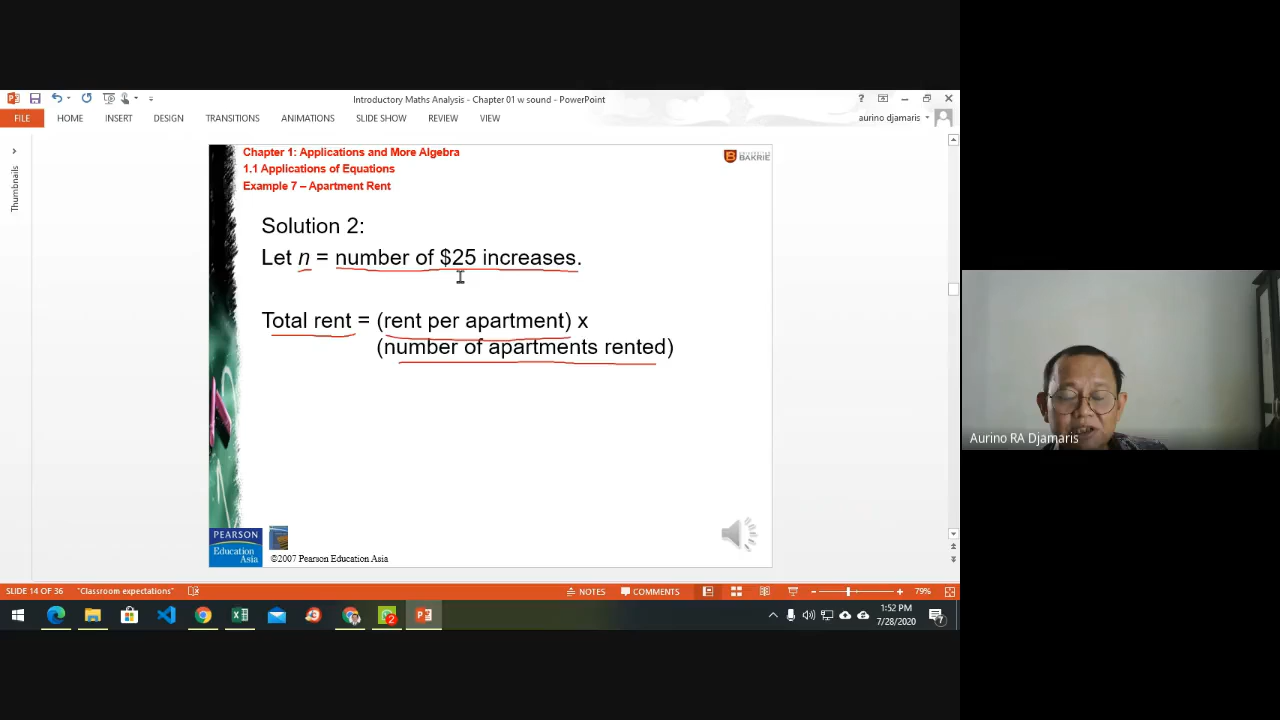 Introductory Maths Analysis - Chapter 01 w sound - PowerPoint
?
FILE HOME INSERT DESIGN TRANSITIONS ANIMATIONS SLIDE SHOW REVIEW VIEW
aurino djamaris
Thumbnails
Chapter 1: Applications and More Algebra
1.1 Applications of Equations
Example 7 – Apartment Rent
BAKRIE
Solution 2:
Let n = number of $25 increases.
Total rent = (rent per apartment) x
(number of apartments rented)
PEARSON
Education
Asia
©2007 Pearson Education Asia
Aurino RA Djamaris
SLIDE 14 OF 36 "Classroom expectations" NOTES COMMENTS 79%
2
1:52 PM
7/28/2020
7